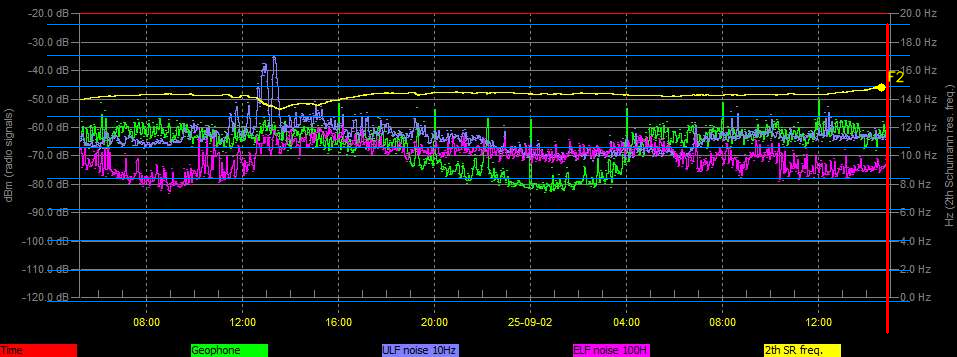 -20.0 dB 20.0 Hz
-30.0 dB 18.0 Hz
-40.0 dB 16.0 Hz
F2
-50.0 dB 14.0 Hz
-60.0 dB 12.0 Hz
-70.0 dB 10.0 Hz
-80.0 dB 8.0 Hz
-90.0 dB 6.0 Hz
-100.0 dB 4.0 Hz
-110.0 dB 2.0 Hz
-120.0 dB 0.0 Hz
dBm (radio signals)
Hz (2th Schumann res. freq.)
08:00 12:00 16:00 20:00 25-09-02 04:00 08:00 12:00
Time Geophone ULF noise 10Hz ELF noise 100H 2th SR freq.